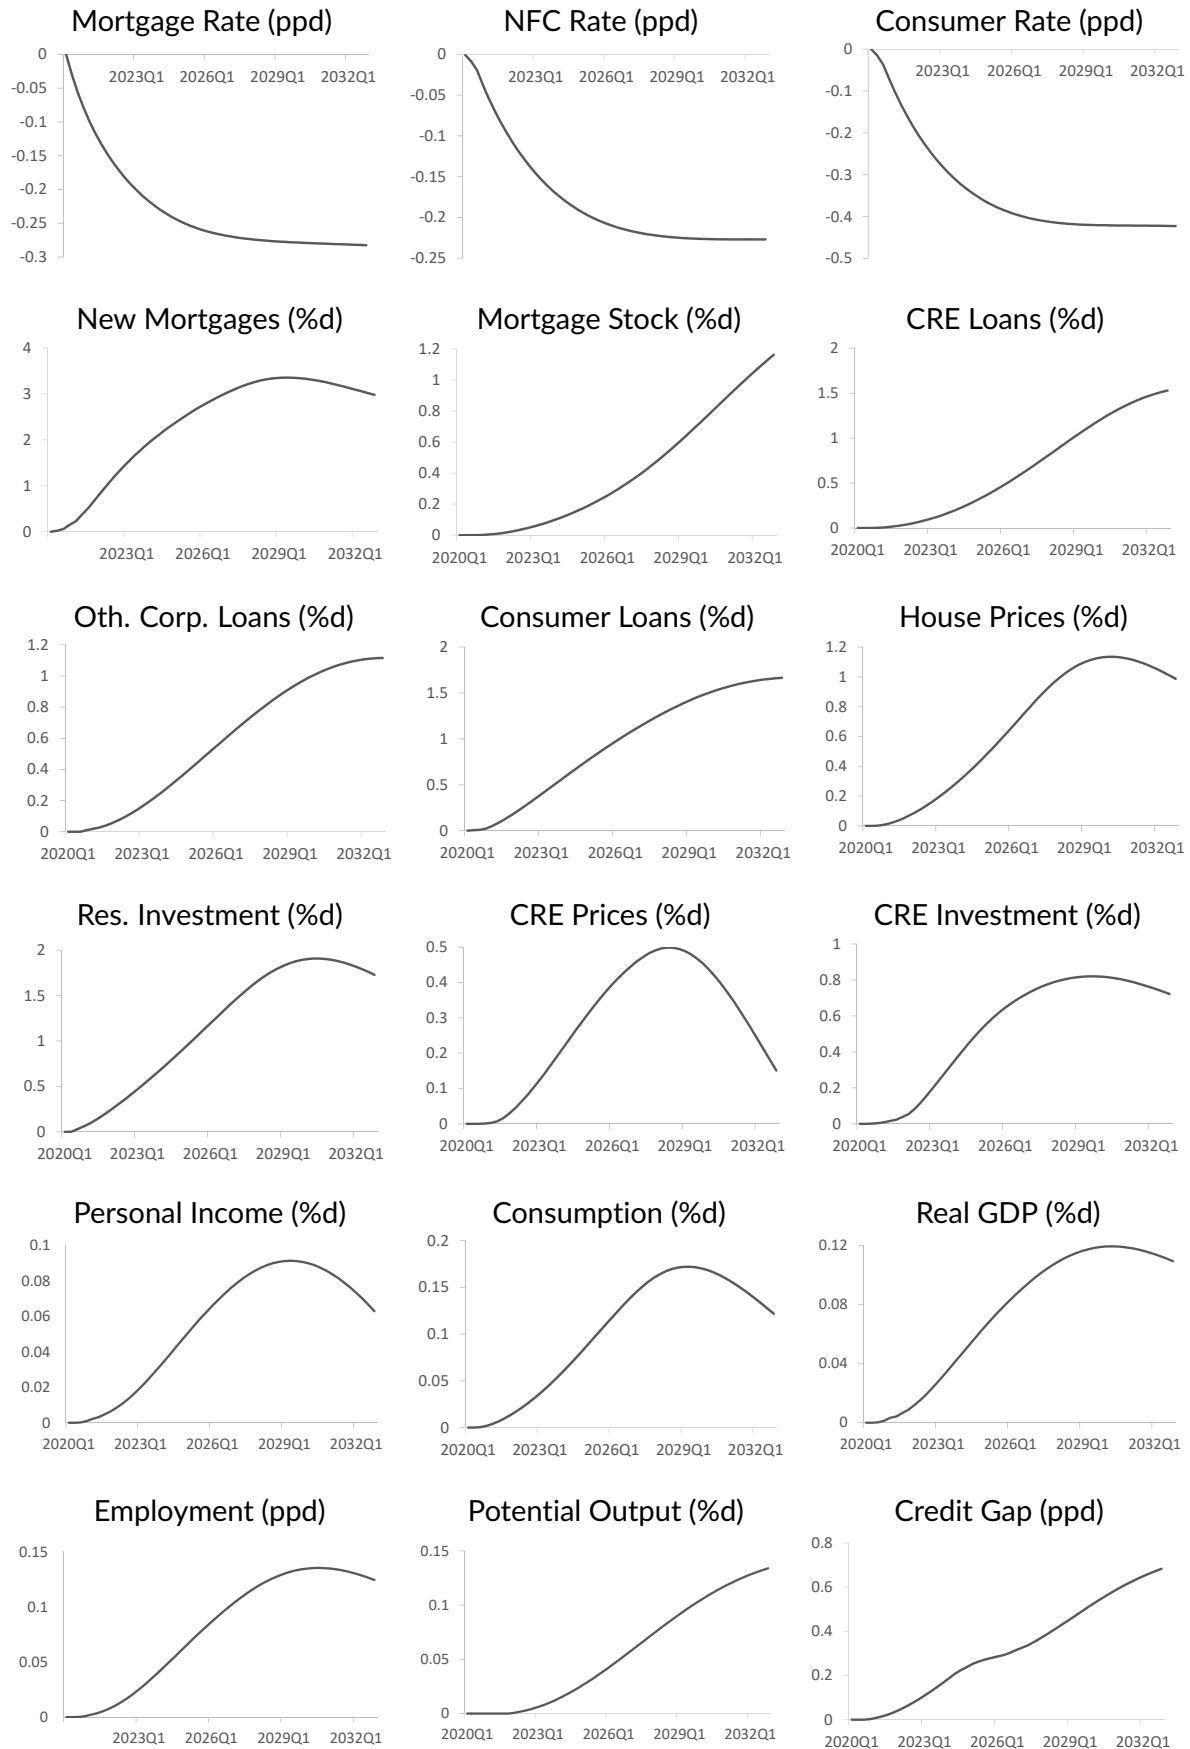 Mortgage Rate (ppd)
0
-0.05
-0.1
-0.15
-0.2
-0.25
-0.3
2023Q1 2026Q1 2029Q1 2032Q1
NFC Rate (ppd)
0
-0.05
-0.1
-0.15
-0.2
-0.25
2023Q1 2026Q1 2029Q1 2032Q1
Consumer Rate (ppd)
0
-0.1
-0.2
-0.3
-0.4
-0.5
2023Q1 2026Q1 2029Q1 2032Q1
New Mortgages (%d)
4
3
2
1
0
2023Q1 2026Q1 2029Q1 2032Q1
Mortgage Stock (%d)
1.2
1
0.8
0.6
0.4
0.2
0
2020Q1 2023Q1 2026Q1 2029Q1 2032Q1
CRE Loans (%d)
2
1.5
1
0.5
0
2020Q1 2023Q1 2026Q1 2029Q1 2032Q1
Oth. Corp. Loans (%d)
1.2
1
0.8
0.6
0.4
0.2
0
2020Q1 2023Q1 2026Q1 2029Q1 2032Q1
Consumer Loans (%d)
2
1.5
1
0.5
0
2020Q1 2023Q1 2026Q1 2029Q1 2032Q1
House Prices (%d)
1.2
1
0.8
0.6
0.4
0.2
0
2020Q1 2023Q1 2026Q1 2029Q1 2032Q1
Res. Investment (%d)
2
1.5
1
0.5
0
2020Q1 2023Q1 2026Q1 2029Q1 2032Q1
CRE Prices (%d)
0.5
0.4
0.3
0.2
0.1
0
2020Q1 2023Q1 2026Q1 2029Q1 2032Q1
CRE Investment (%d)
1
0.8
0.6
0.4
0.2
0
2020Q1 2023Q1 2026Q1 2029Q1 2032Q1
Personal Income (%d)
0.1
0.08
0.06
0.04
0.02
0
2020Q1 2023Q1 2026Q1 2029Q1 2032Q1
Consumption (%d)
0.2
0.15
0.1
0.05
0
2020Q1 2023Q1 2026Q1 2029Q1 2032Q1
Real GDP (%d)
0.12
0.08
0.04
0
2020Q1 2023Q1 2026Q1 2029Q1 2032Q1
Employment (ppd)
0.15
0.1
0.05
0
2023Q1 2026Q1 2029Q1 2032Q1
Potential Output (%d)
0.15
0.1
0.05
0
2020Q1 2023Q1 2026Q1 2029Q1 2032Q1
Credit Gap (ppd)
0.8
0.6
0.4
0.2
0
2020Q1 2023Q1 2026Q1 2029Q1 2032Q1